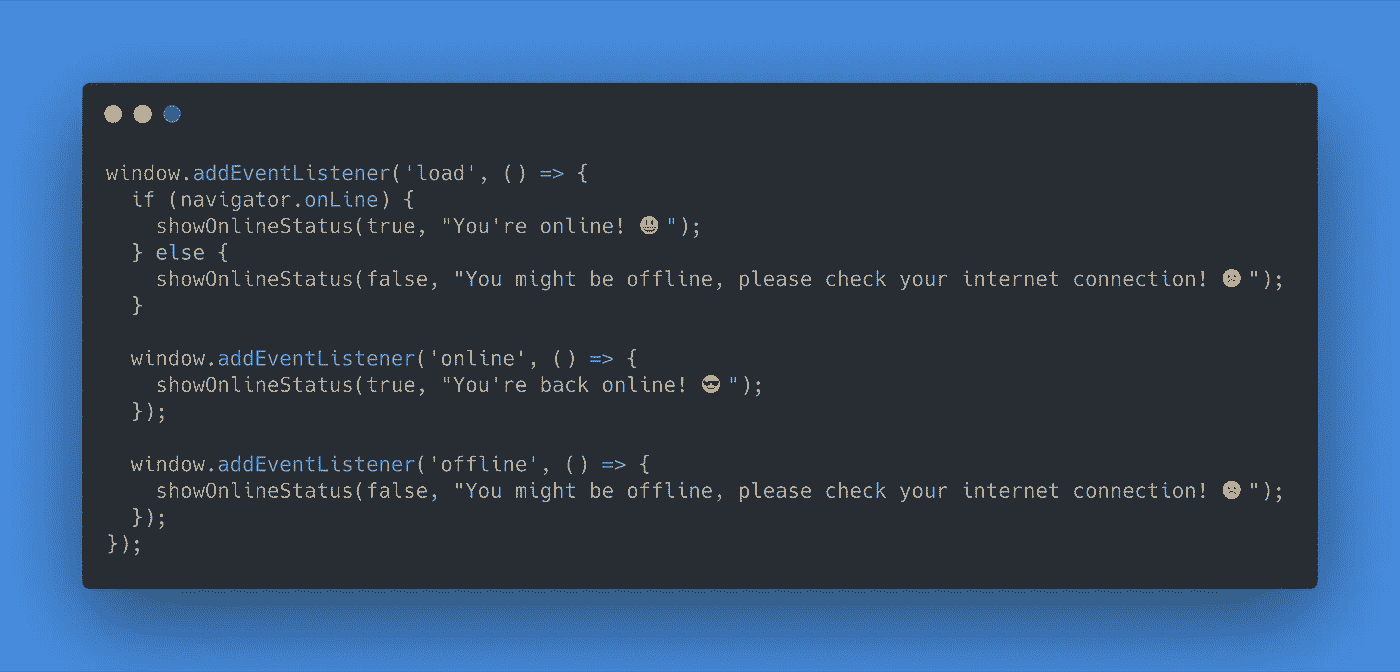 window.addEventListener('load', () => {
  if (navigator.onLine) {
    showOnlineStatus(true, "You're online! 😃 ");
  } else {
    showOnlineStatus(false, "You might be offline, please check your internet connection! 🙁 ");
  }

  window.addEventListener('online', () => {
    showOnlineStatus(true, "You're back online! 😎 ");
  });

  window.addEventListener('offline', () => {
    showOnlineStatus(false, "You might be offline, please check your internet connection! 🙁 ");
  });
});